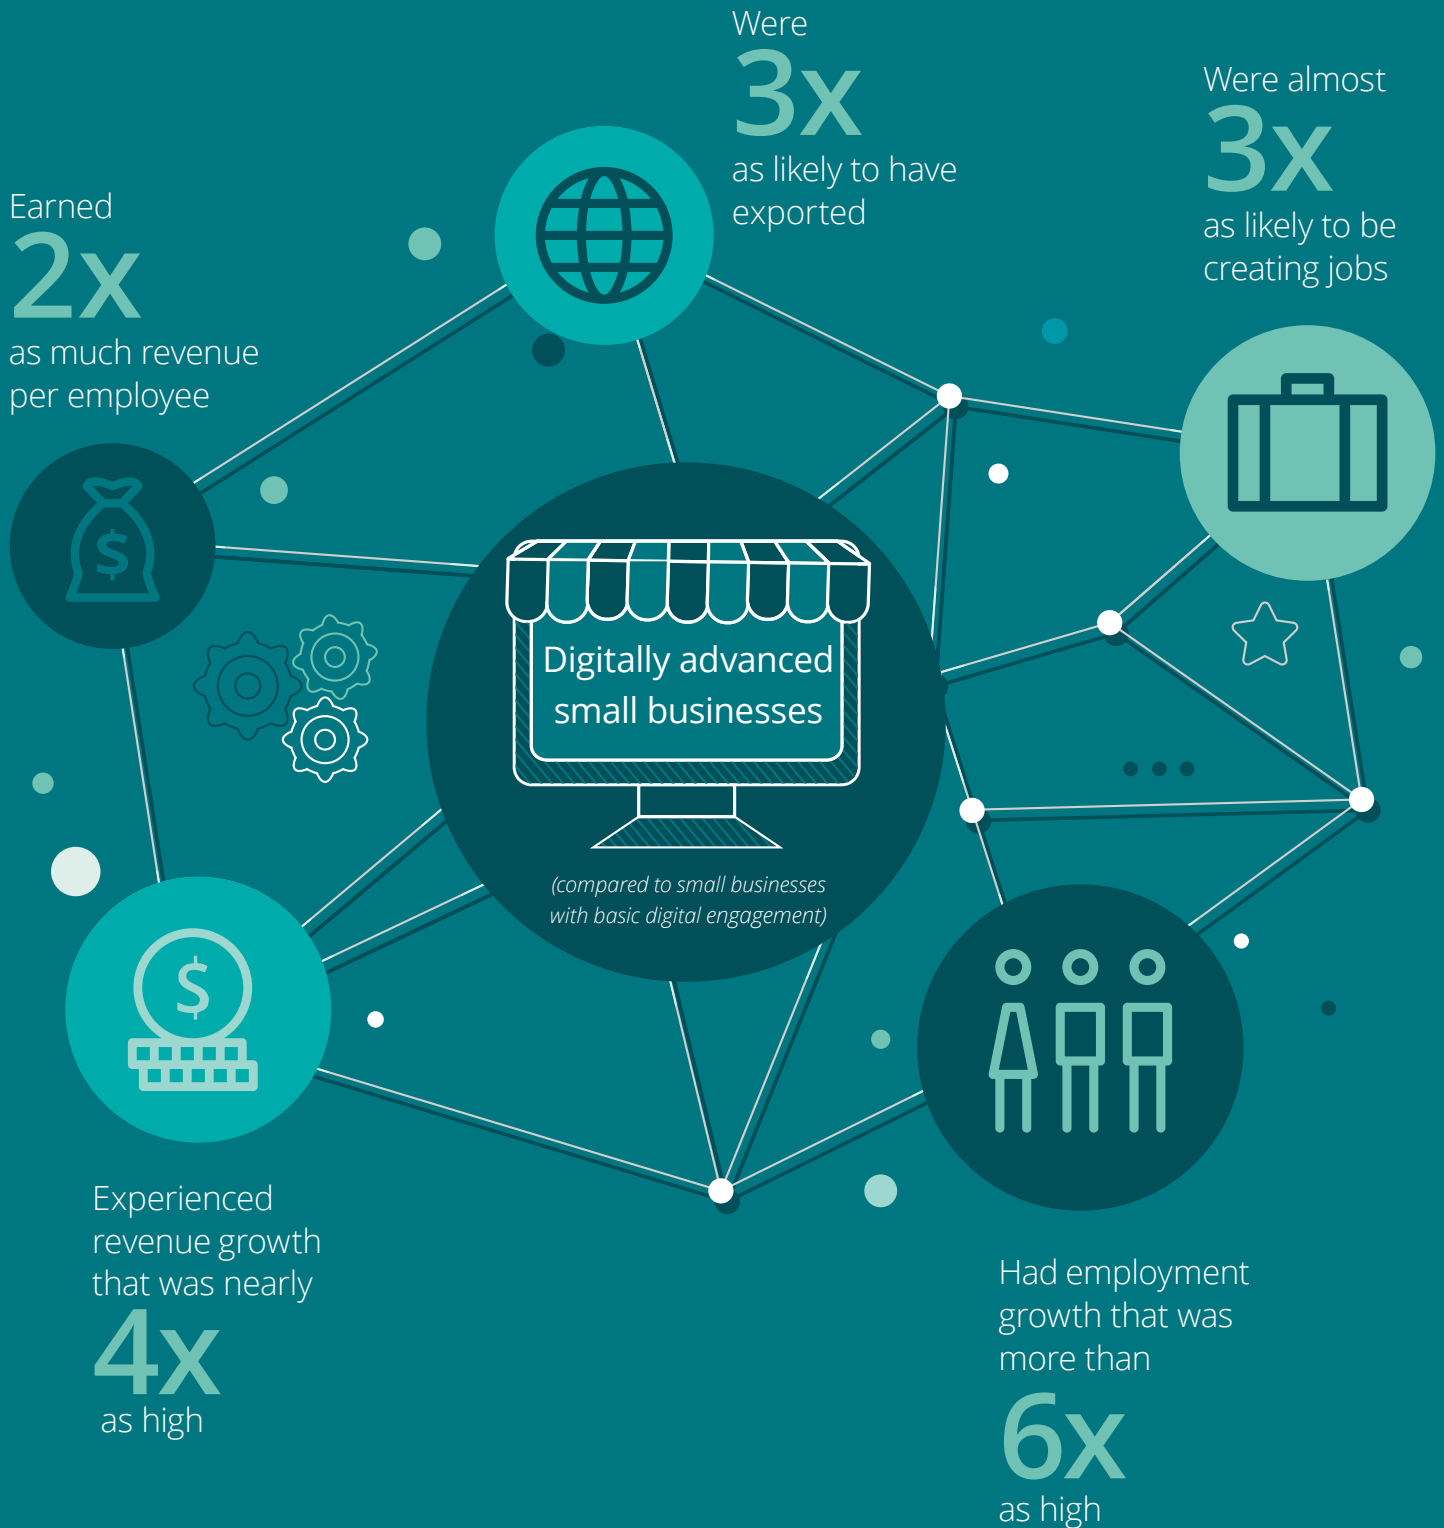 Were
3x
as likely to have
exported
Were almost
3x
as likely to be
creating jobs
Earned
2x
as much revenue
per employee
$
Digitally advanced
small businesses
(compared to small businesses
with basic digital engagement)
$
Experienced
revenue growth
that was nearly
4x
as high
Had employment
growth that was
more than
6x
as high